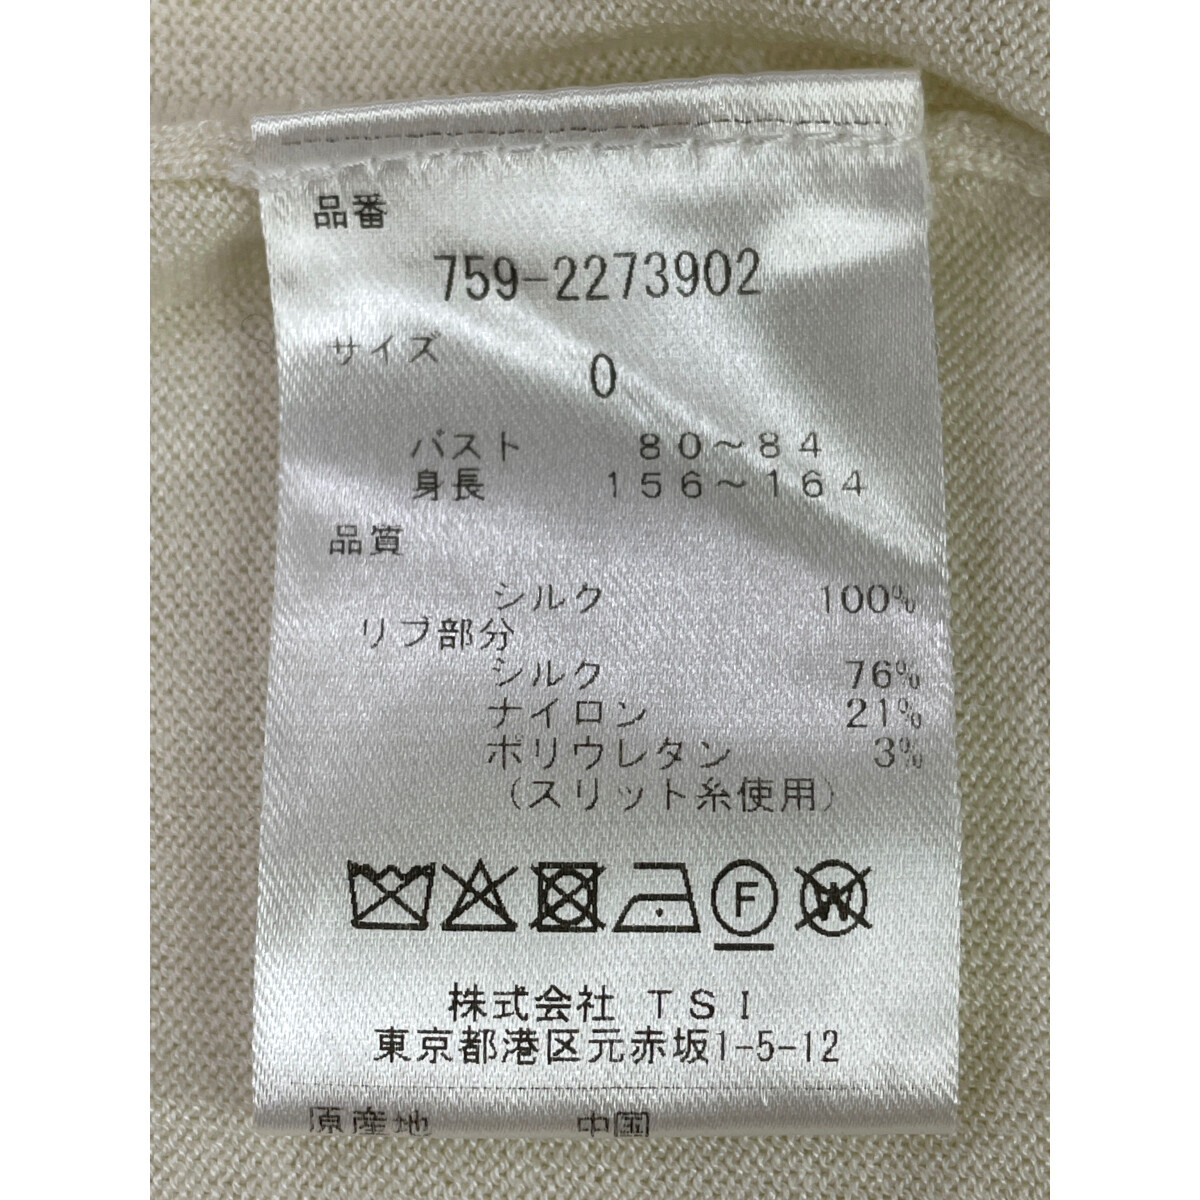 品番
759-2273902
サイズ
0
バスト 80~84
身長 156~164
品質
シルク 100%
リブ部分
シルク 76%
ナイロン 21%
ポリウレタン 3%
(スリット糸使用)
F W
株式会社 TSI
東京都港区元赤坂1-5-12
原産地 中国